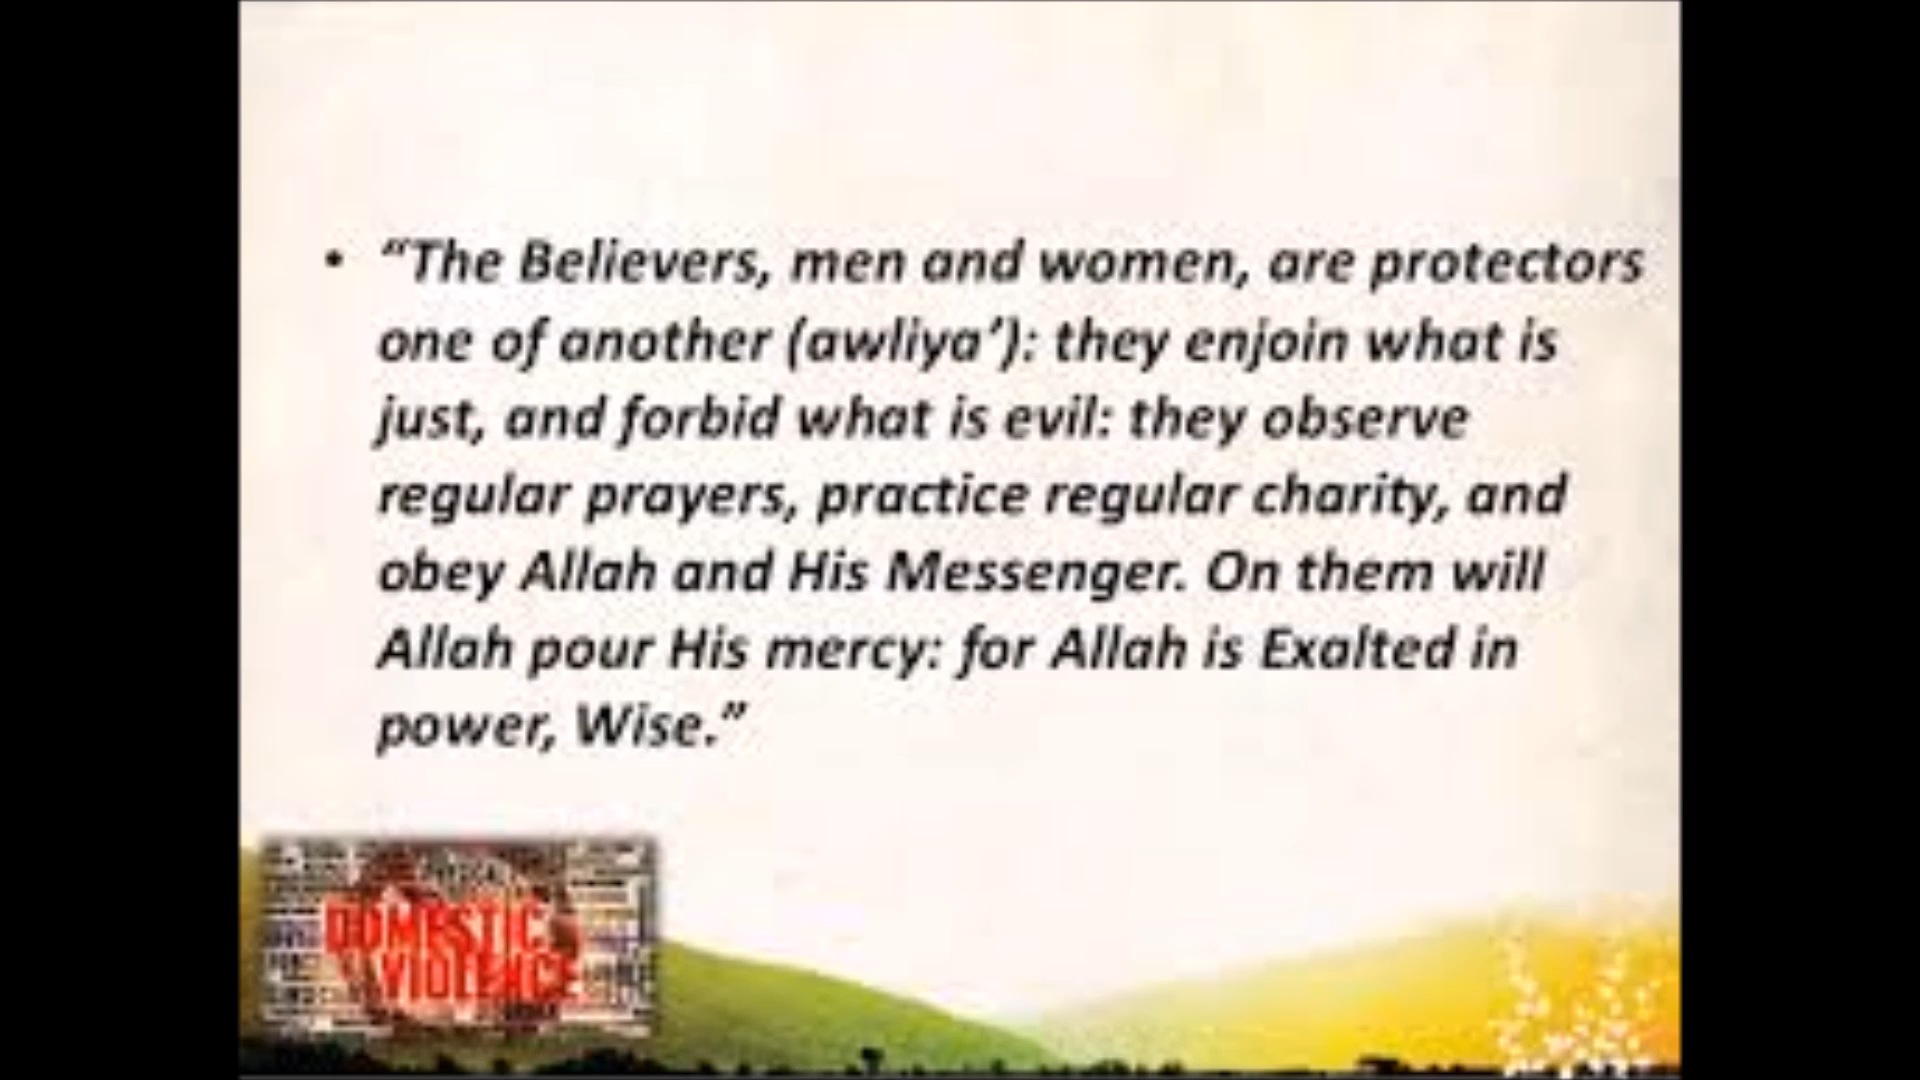 • “The Believers, men and women, are protectors
one of another (awliya’): they enjoin what is
just, and forbid what is evil: they observe
regular prayers, practice regular charity, and
obey Allah and His Messenger. On them will
Allah pour His mercy: for Allah is Exalted in
power, Wise.”
DOMESTIC
VIOLENCE